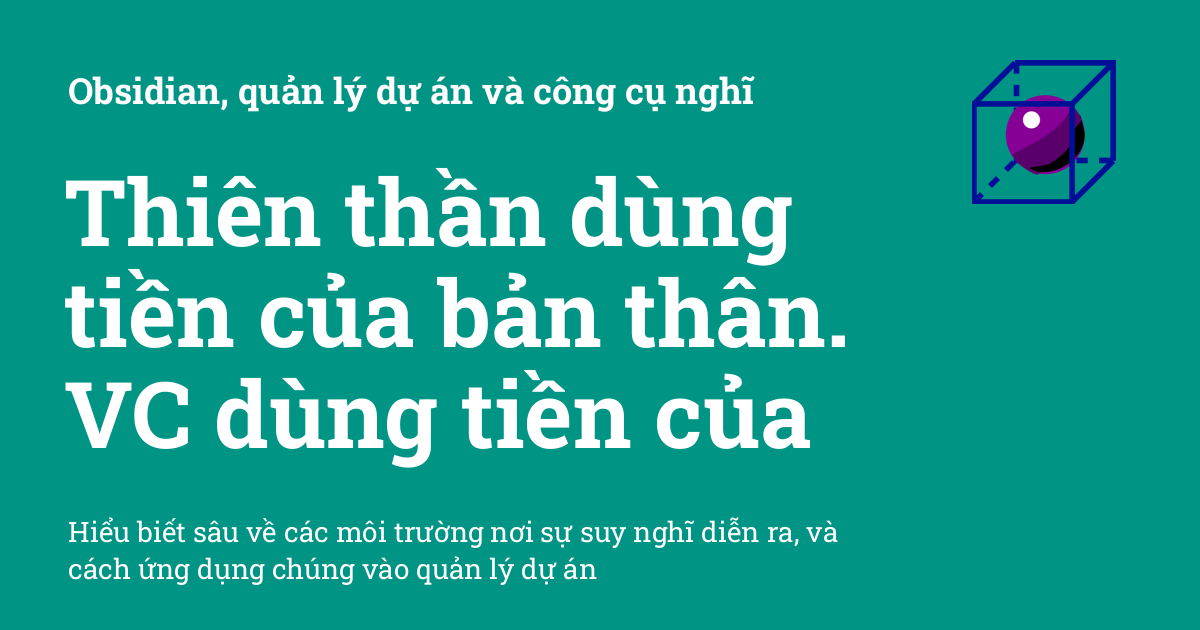 Obsidian, quản lý dự án và công cụ nghĩ
Thiên thần dùng
tiền của bản thân.
VC dùng tiền của
Hiểu biết sâu về các môi trường nơi sự suy nghĩ diễn ra, và
cách ứng dụng chúng vào quản lý dự án